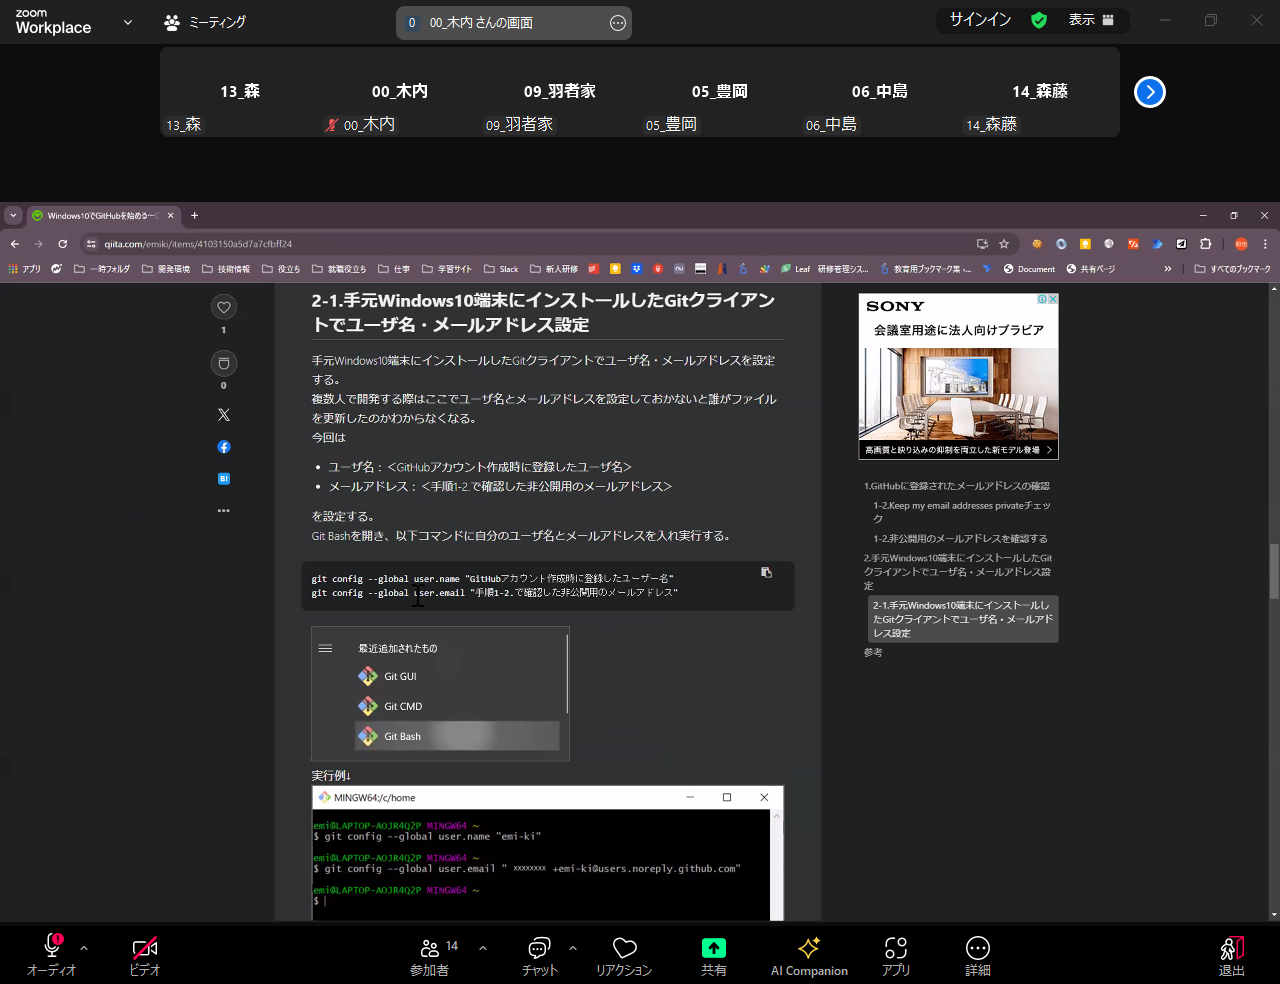 zoom
Workplace
ミーティング
0 00_木内 さんの画面
サインイン
表示
13_森
00_木内
09_羽者家
05_豊岡
06_中島
14_森藤
13_森
00_木内
09_羽者家
05_豊岡
06_中島
14_森藤
Windows10でGitHubを始める〜
qiita.com/emiki/items/4103150a5d7a7cfbff24
アプリ
一時フォルダ
開発環境
技術情報
役立ち
就職役立ち
仕事
学習サイト
Slack
新人研修
Leaf 研修管理シス...
教育用ブックマーク集 •...
Document
共有ページ
»
すべてのブックマーク
2-1.手元Windows10端末にインストールしたGitクライアン
トでユーザ名・メールアドレス設定
手元Windows10端末にインストールしたGitクライアントでユーザ名・メールアドレスを設定
する。
複数人で開発する際はここでユーザ名とメールアドレスを設定しておかないと誰がファイル
を更新したのかわからなくなる。
今回は
• ユーザ名：<GitHubアカウント作成時に登録したユーザ名>
• メールアドレス：<手順1-2.で確認した非公開用のメールアドレス>
を設定する。
Git Bashを開き、以下コマンドに自分のユーザ名とメールアドレスを入れ実行する。
git config --global user.name "GitHubアカウント作成時に登録したユーザー名"
git config --global user.email "手順1-2.で確認した非公開用のメールアドレス"
最近追加されたもの
Git GUI
Git CMD
Git Bash
実行例↓
MINGW64:/c/home
emi@LAPTOP-AOJR4Q2P MINGW64 ~
$ git config --global user.name "emi-ki"
emi@LAPTOP-AOJR4Q2P MINGW64 ~
$ git config --global user.email " xxxxxxxx +emi-ki@users.noreply.github.com"
emi@LAPTOP-AOJR4Q2P MINGW64 ~
$
1
0
B!
SONY
会議室用途に法人向けブラビア
高画質と映り込みの抑制を両立した新モデル登場
1.GitHubに登録されたメールアドレスの確認
1-2.Keep my email addresses privateチェッ
ク
1-2.非公開用のメールアドレスを確認する
2.手元Windows10端末にインストールしたGit
クライアントでユーザ名・メールアドレス設
定
2-1.手元Windows10端末にインストールし
たGitクライアントでユーザ名・メールアド
レス設定
参考
オーディオ
ビデオ
14
参加者
チャット
リアクション
共有
AI Companion
アプリ
詳細
退出